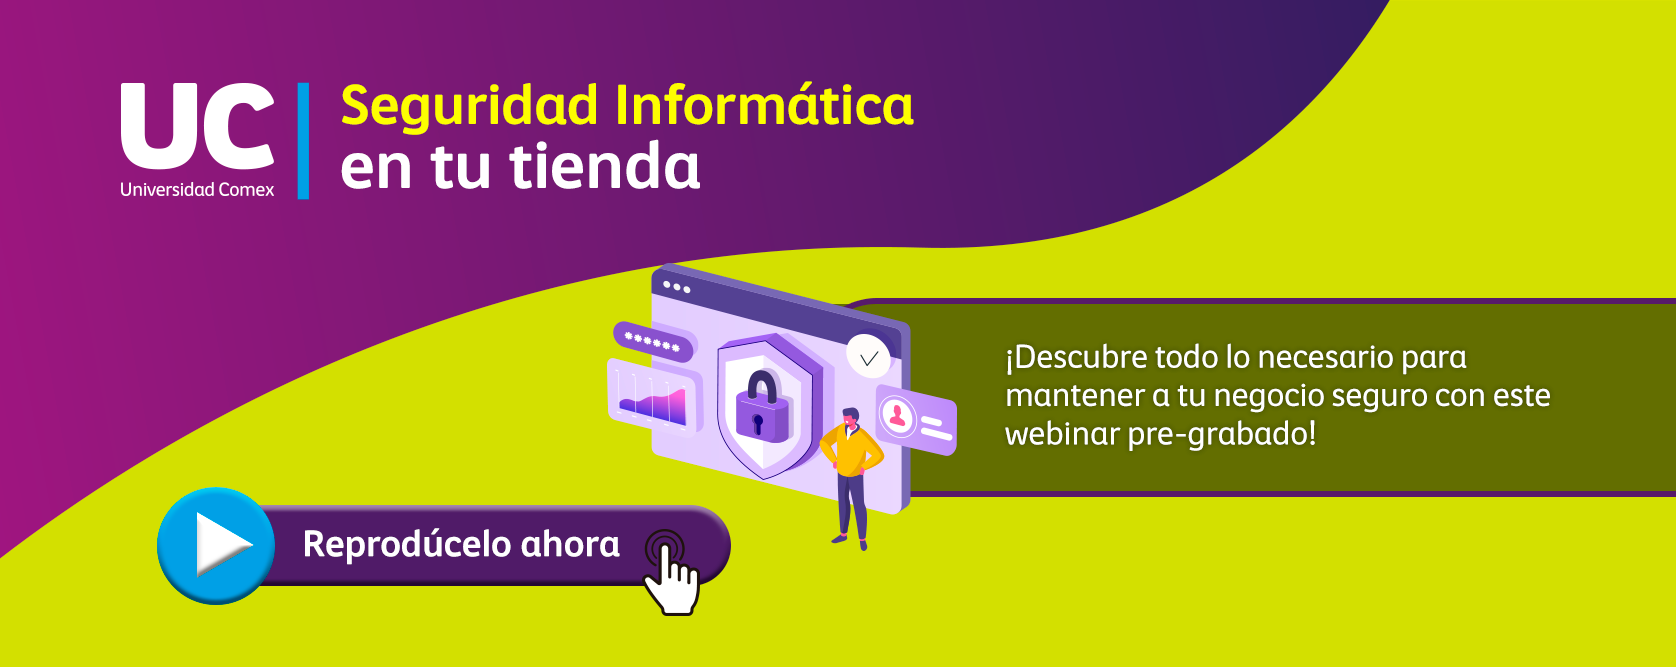 UC
Universidad Comex
Seguridad Informática
en tu tienda
¡Descubre todo lo necesario para
mantener a tu negocio seguro con este
webinar pre-grabado!
Reprodúcelo ahora